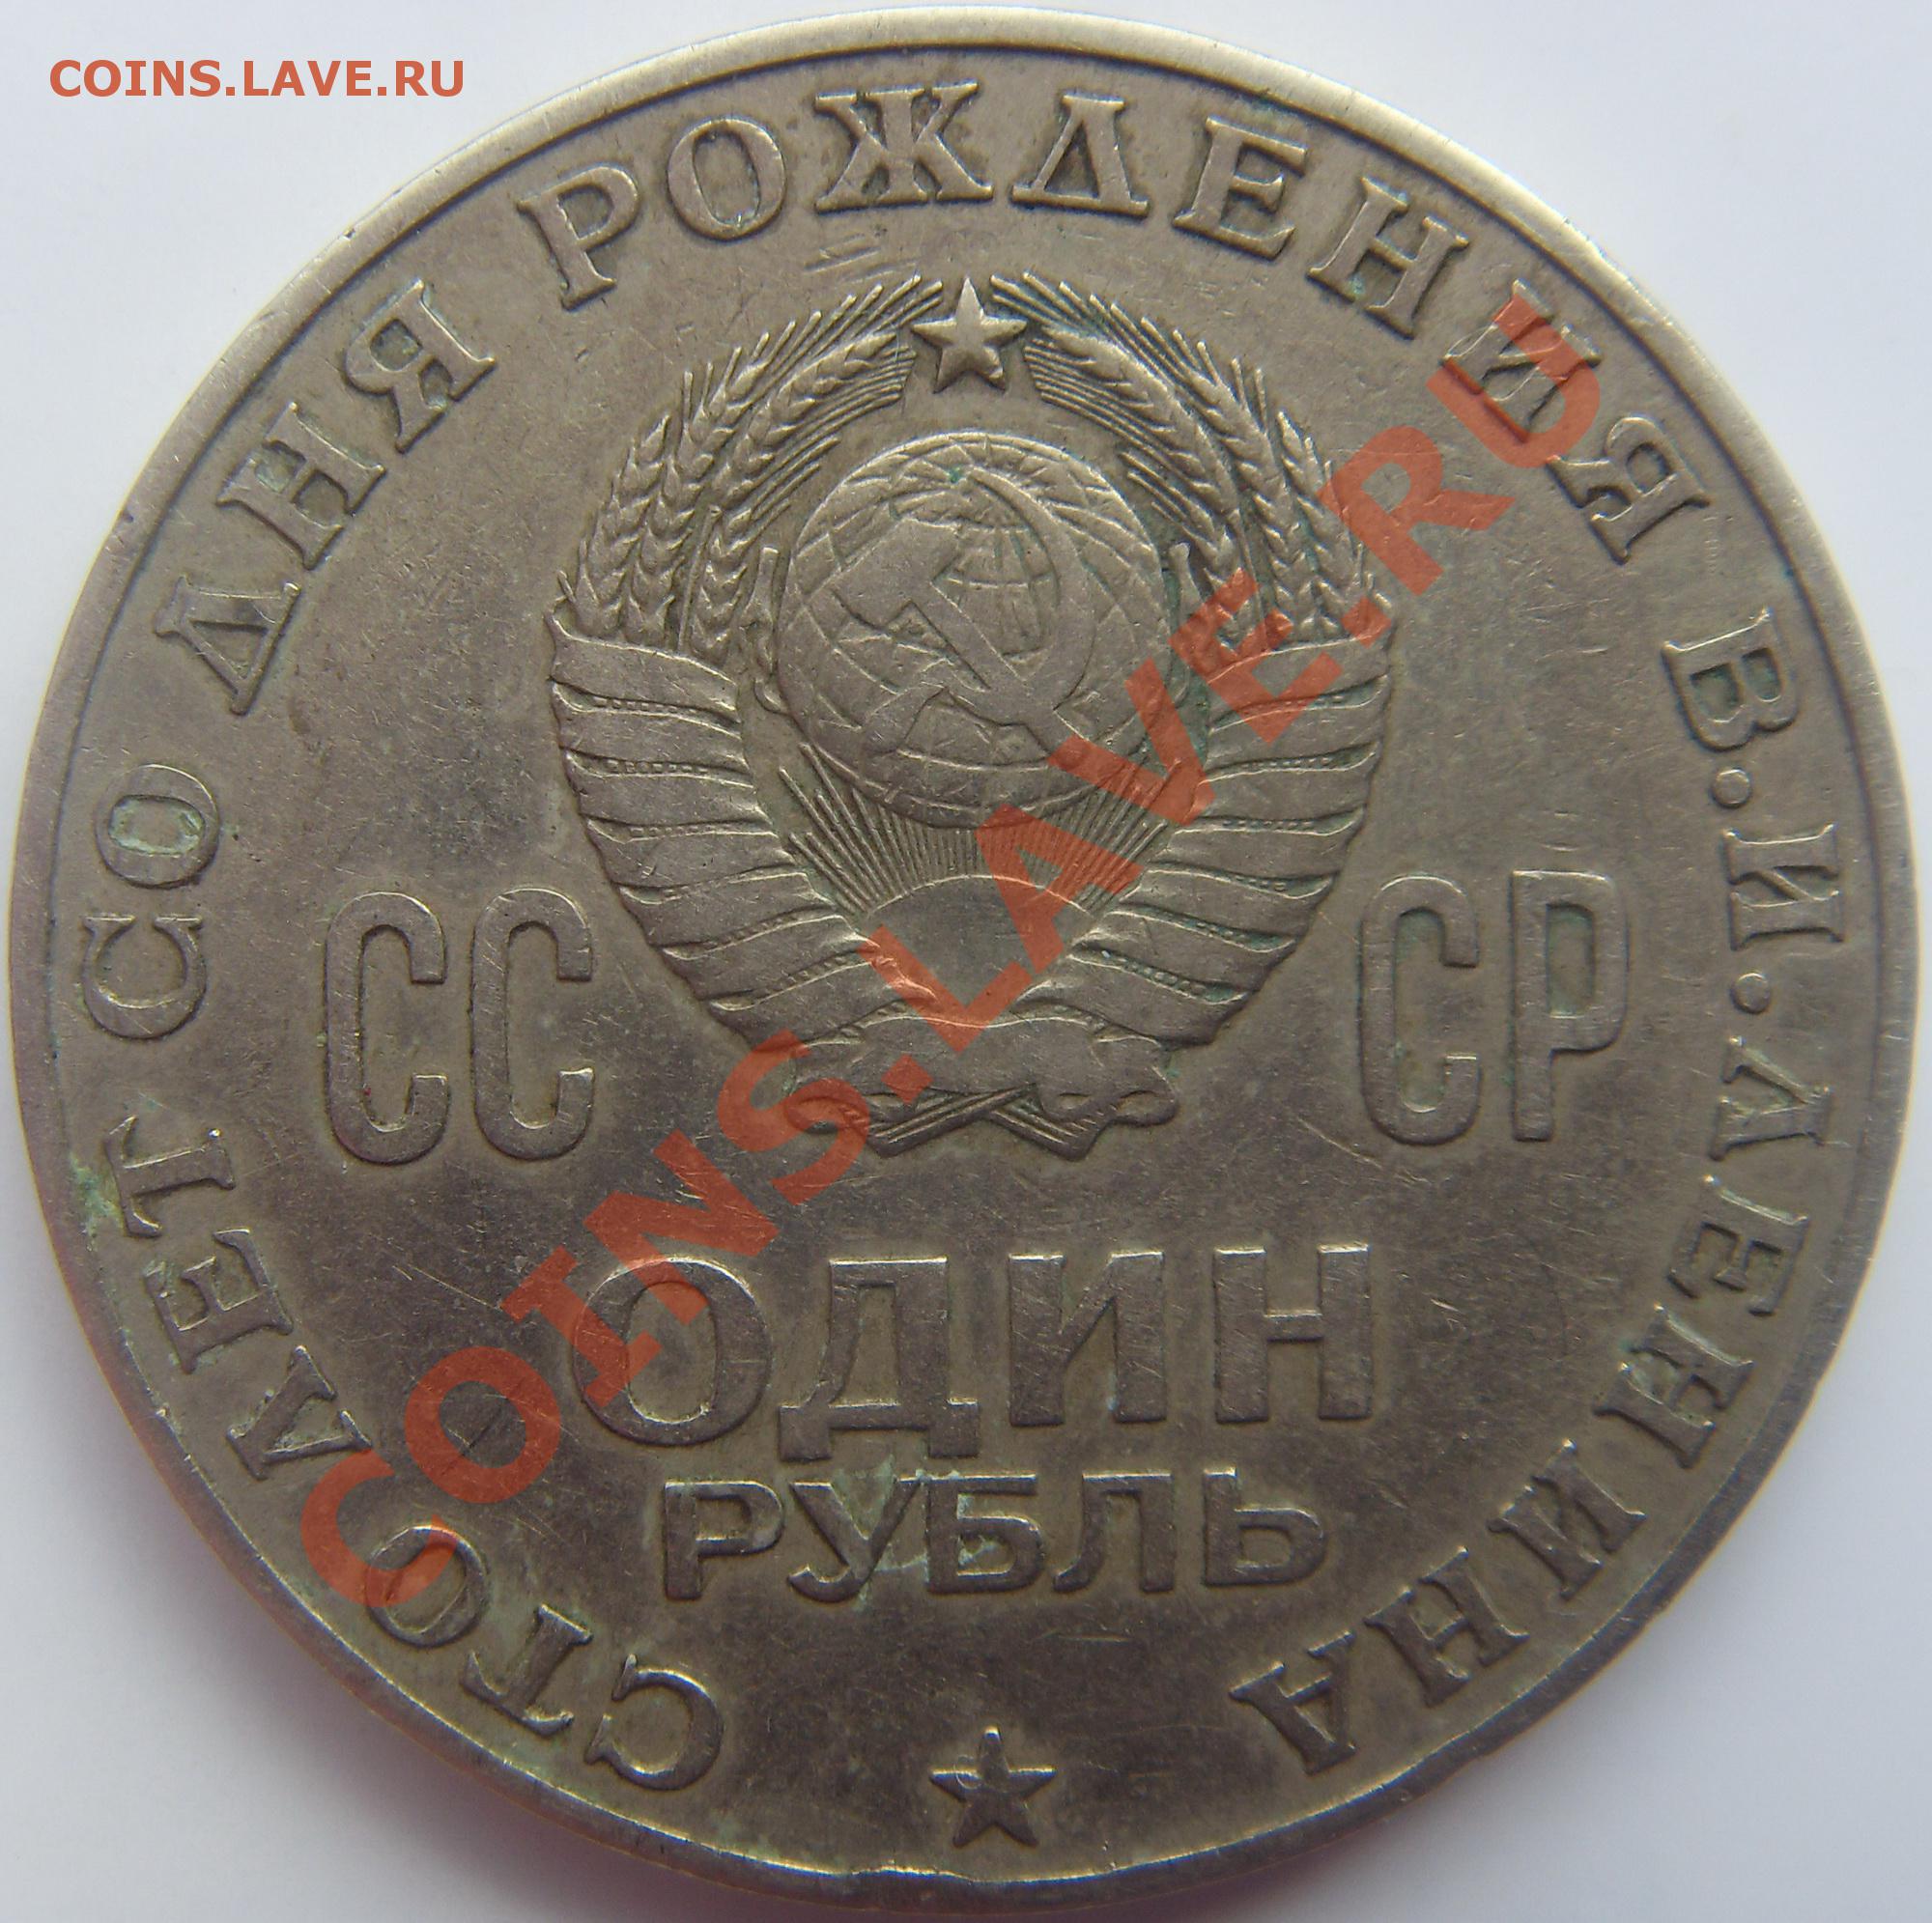 COINS.LAVE.RU
СТО ЛЕТ СО ДНЯ РОЖДЕНИЯ В.И.ЛЕНИНА
СС СР
ОДИН
РУБЛЬ
COINS.LAVE.RU